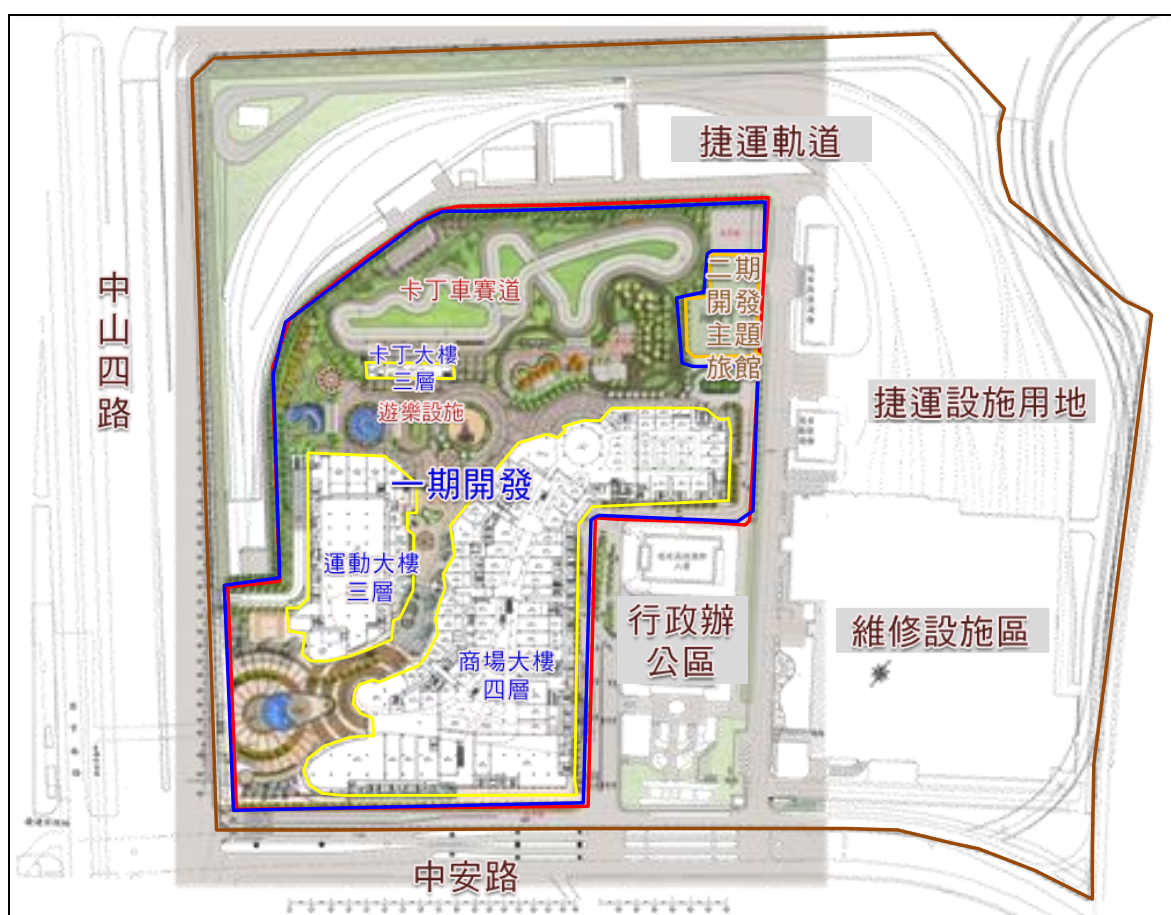 捷運軌道
二期
開發
主題
旅館
中
山
四
路
卡丁車賽道
卡丁大樓
三層
遊樂設施
捷運設施用地
一期開發
運動大樓
三層
商場大樓
四層
行政辦
公區
維修設施區
中安路